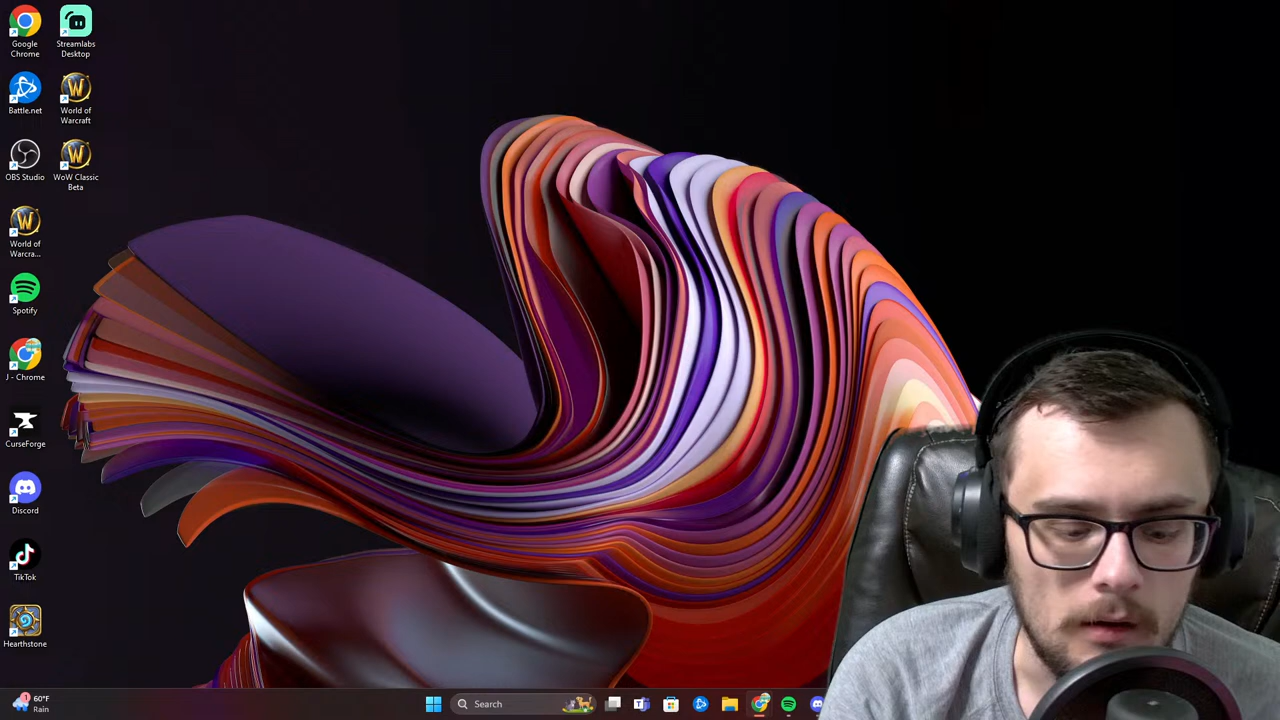 Google
Chrome
Streamlabs
Desktop
Battle.net
World of
Warcraft
OBS Studio
WoW Classic
Beta
World of
Warcra...
Spotify
J - Chrome
CurseForge
Discord
TikTok
Hearthstone
1
60°F
Rain
Search